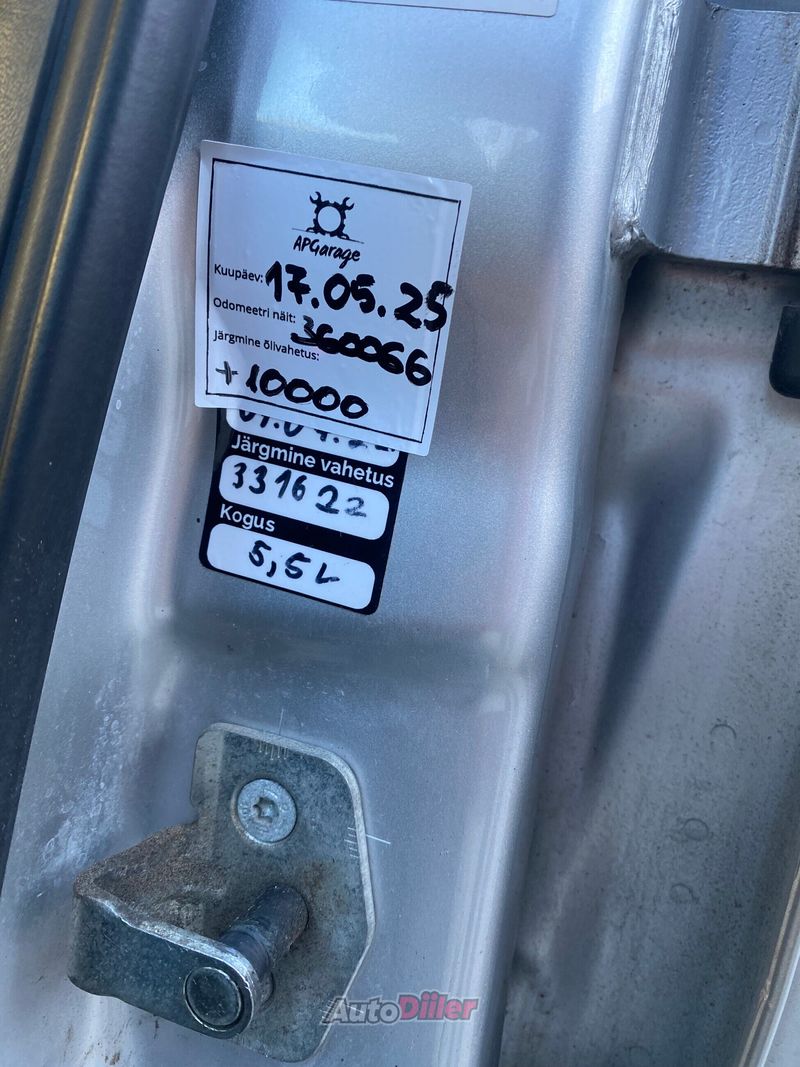 APGarage
Kuupäev: 17.05.25
Odomeetri näit: 360066
Järgmine õlivahetus:
+10000
Järgmine vahetus
331622
Kogus
5,5L
AutoDiiler